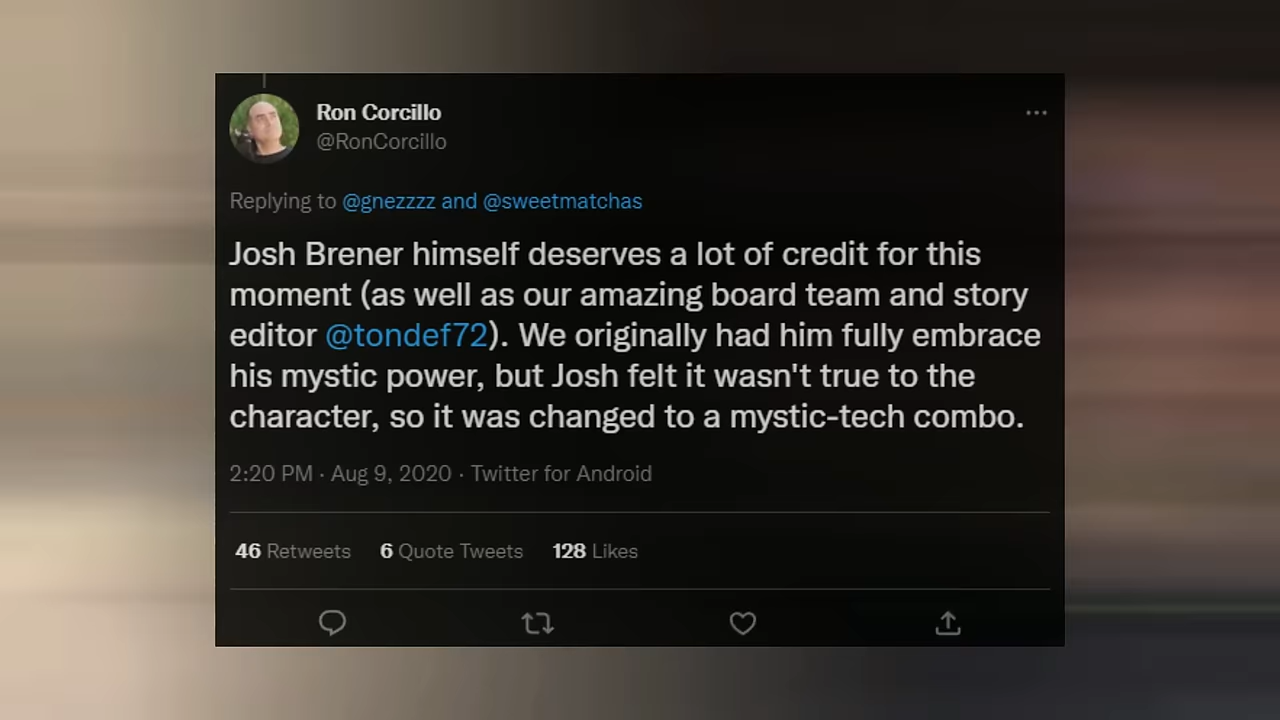 Ron Corcillo
@RonCorcillo
Replying to @gnezzzz and @sweetmatchas
Josh Brener himself deserves a lot of credit for this
moment (as well as our amazing board team and story
editor @tondef72). We originally had him fully embrace
his mystic power, but Josh felt it wasn't true to the
character, so it was changed to a mystic-tech combo.
2:20 PM · Aug 9, 2020 · Twitter for Android
46 Retweets 6 Quote Tweets 128 Likes